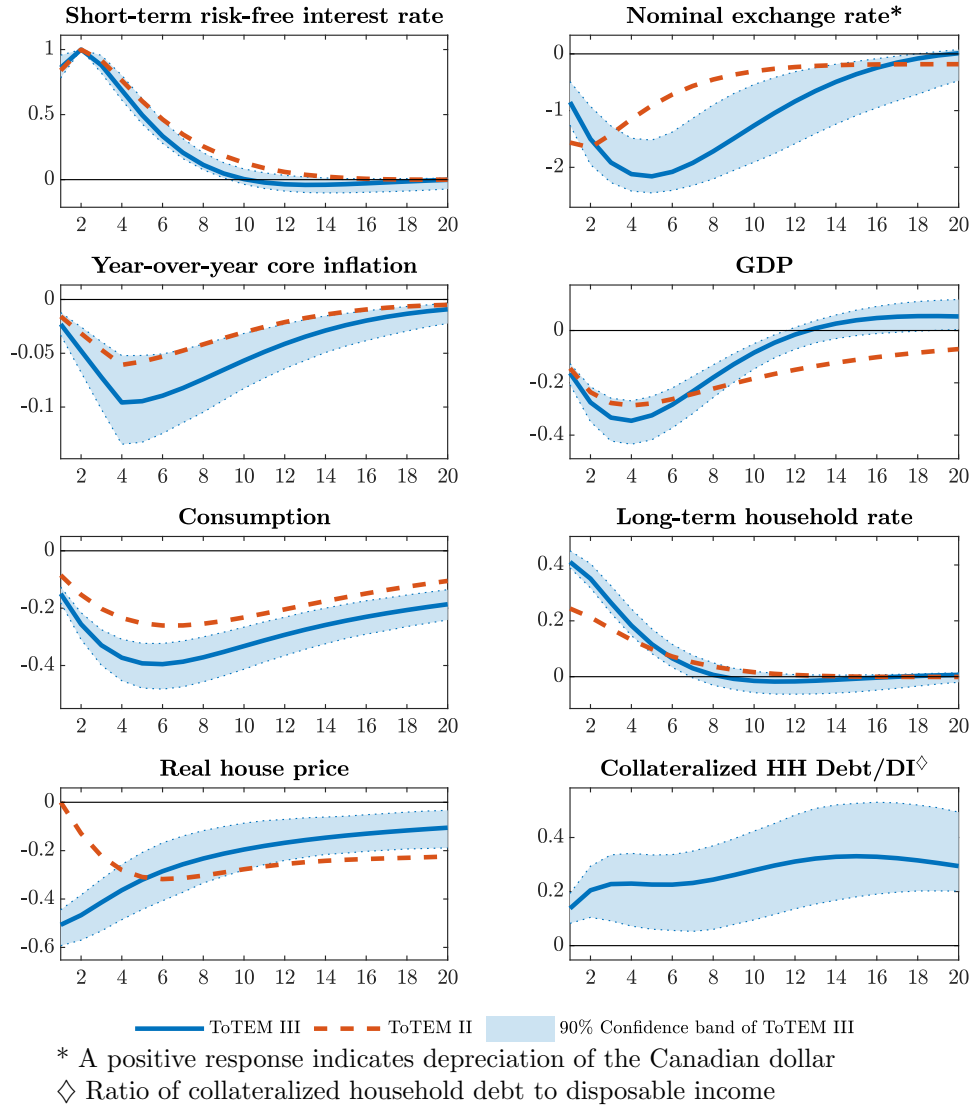 Short-term risk-free interest rate
1
0.5
0
2 4 6 8 10 12 14 16 18 20
Nominal exchange rate*
0
-1
-2
2 4 6 8 10 12 14 16 18 20
Year-over-year core inflation
0
-0.05
-0.1
2 4 6 8 10 12 14 16 18 20
GDP
0
-0.2
-0.4
2 4 6 8 10 12 14 16 18 20
Consumption
0
-0.2
-0.4
2 4 6 8 10 12 14 16 18 20
Long-term household rate
0.4
0.2
0
2 4 6 8 10 12 14 16 18 20
Real house price
0
-0.2
-0.4
-0.6
2 4 6 8 10 12 14 16 18 20
Collateralized HH Debt/DI◊
0.4
0.2
0
2 4 6 8 10 12 14 16 18 20
ToTEM III ToTEM II 90% Confidence band of ToTEM III
* A positive response indicates depreciation of the Canadian dollar
◊ Ratio of collateralized household debt to disposable income